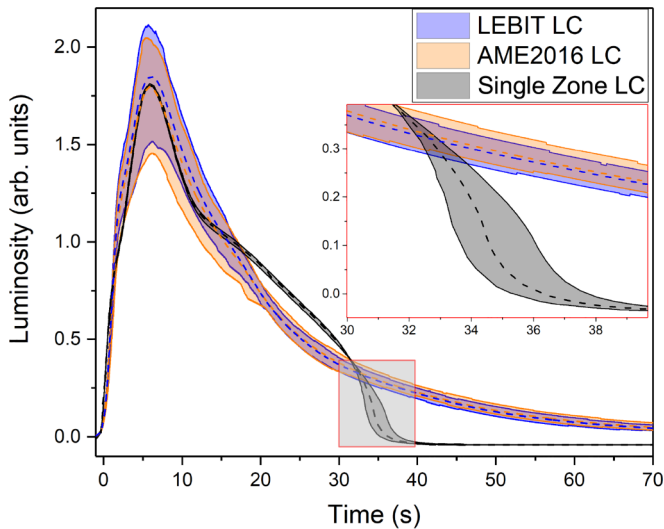 LEBIT LC
AME2016 LC
Single Zone LC
Luminosity (arb. units)
2.0
1.5
1.0
0.5
0.0
0.3
0.2
0.1
0.0
30 32 34 36 38
0 10 20 30 40 50 60 70
Time (s)